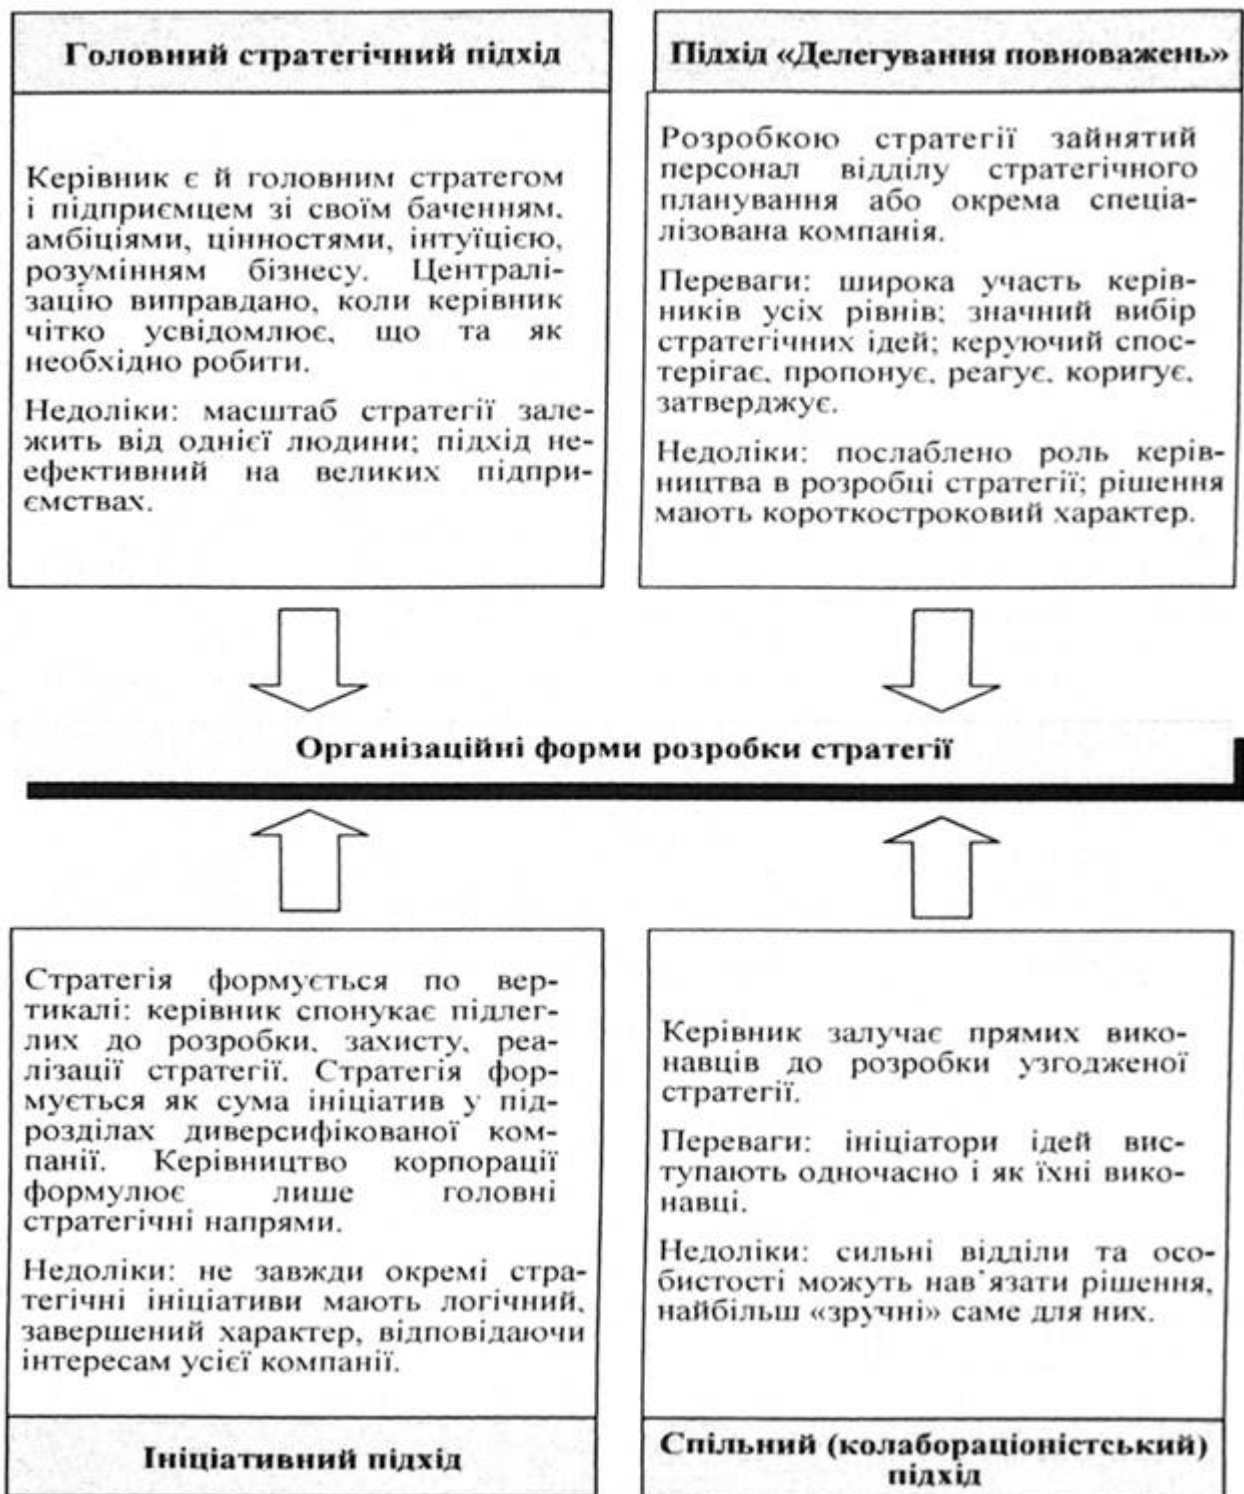 Головний стратегічний підхід
Керівник є й головним стратегом
і підприємцем зі своїм баченням,
амбіціями, цінностями, інтуїцією,
розумінням бізнесу. Централі-
зацію виправдано, коли керівник
чітко усвідомлює, що та як
необхідно робити.
Недоліки: масштаб стратегії зале-
жить від однієї людини; підхід не-
ефективний на великих підпри-
ємствах.
Підхід «Делегування повноважень»
Розробкою стратегії зайнятий
персонал відділу стратегічного
планування або окрема спеціа-
лізована компанія.
Переваги: широка участь керів-
ників усіх рівнів; значний вибір
стратегічних ідей; керуючий спос-
терігає, пропонує, реагує, коригує,
затверджує.
Недоліки: послаблено роль керів-
ництва в розробці стратегії; рішення
мають короткостроковий характер.
Організаційні форми розробки стратегії
Стратегія формується по вер-
тикалі: керівник спонукає підлег-
лих до розробки, захисту, реа-
лізації стратегії. Стратегія фор-
мується як сума ініціатив у під-
розділах диверсифікованої ком-
панії. Керівництво корпорації
формулює лише головні
стратегічні напрями.
Недоліки: не завжди окремі стра-
тегічні ініціативи мають логічний,
завершений характер, відповідаючи
інтересам усієї компанії.
Ініціативний підхід
Керівник залучає прямих вико-
навців до розробки узгодженої
стратегії.
Переваги: ініціатори ідей вис-
тупають одночасно і як їхні вико-
навці.
Недоліки: сильні відділи та осо-
бистості можуть нав`язати рішення,
найбільш «зручні» саме для них.
Спільний (колабораціоністський)
підхід